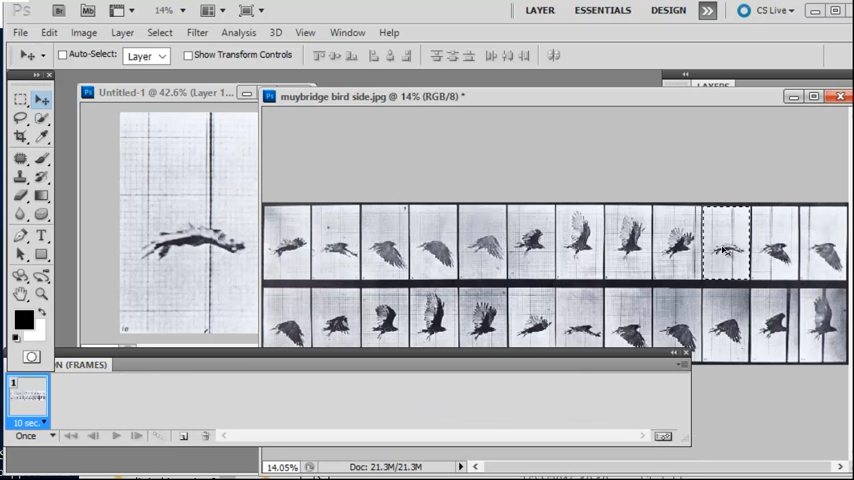 Ps Br Mb 14% LAYER ESSENTIALS DESIGN CS Live
File Edit Image Layer Select Filter Analysis 3D View Window Help
Auto-Select: Layer Show Transform Controls
LAYERS
Untitled-1 @ 42.6% (Layer 1...
Ps muybridge bird side.jpg @ 14% (RGB/8) *
N (FRAMES)
1
10 sec.
Once
14.05% Doc: 21.3M/21.3M